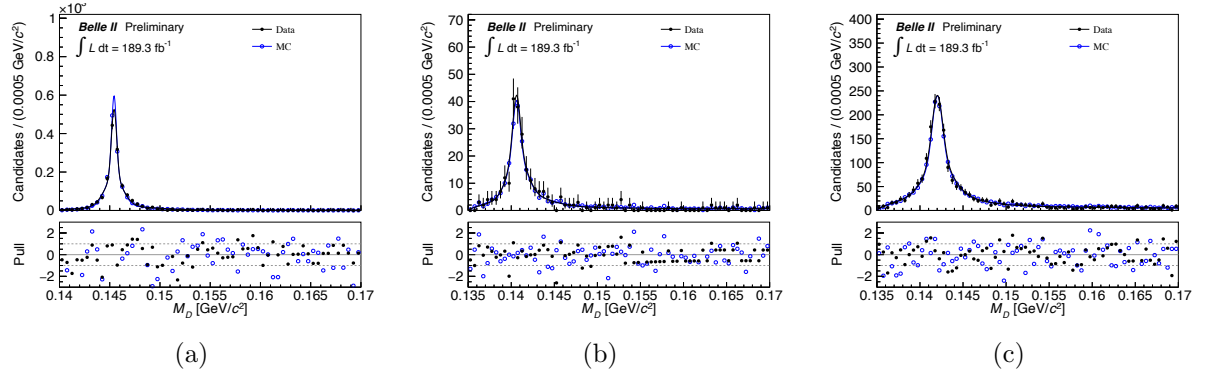 ×10³
Belle II Preliminary
∫ L dt = 189.3 fb⁻¹
Data
MC
Candidates / (0.0005 GeV/c²)
1
0.8
0.6
0.4
0.2
0
Pull
2
0
−2
0.14 0.145 0.15 0.155 0.16 0.165 0.17
M_D [GeV/c²]
(a)
Belle II Preliminary
∫ L dt = 189.3 fb⁻¹
Data
MC
Candidates / (0.0005 GeV/c²)
70
60
50
40
30
20
10
0
Pull
2
0
−2
0.135 0.14 0.145 0.15 0.155 0.16 0.165 0.17
M_D [GeV/c²]
(b)
Belle II Preliminary
∫ L dt = 189.3 fb⁻¹
Data
MC
Candidates / (0.0005 GeV/c²)
400
350
300
250
200
150
100
50
0
Pull
2
0
−2
0.135 0.14 0.145 0.15 0.155 0.16 0.165 0.17
M_D [GeV/c²]
(c)